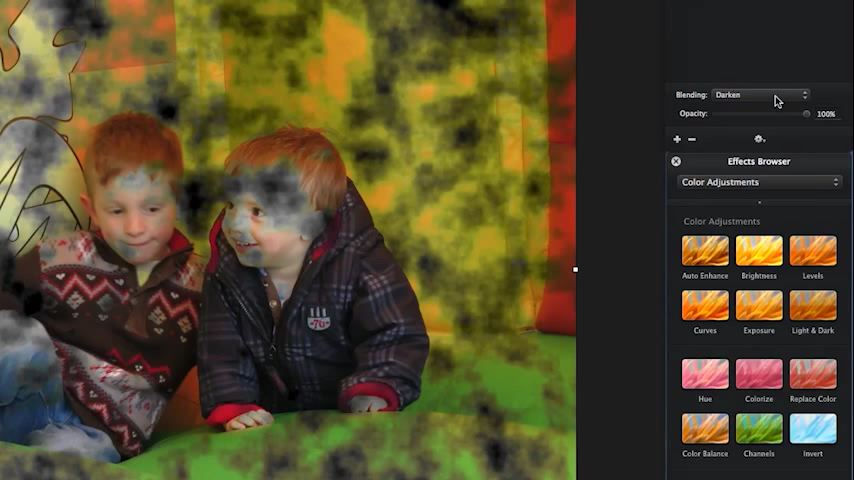 Blending: Darken
Opacity: 100%
Effects Browser
Color Adjustments
Color Adjustments
Auto Enhance Brightness Levels
Curves Exposure Light & Dark
Hue Colorize Replace Color
Color Balance Channels Invert
70